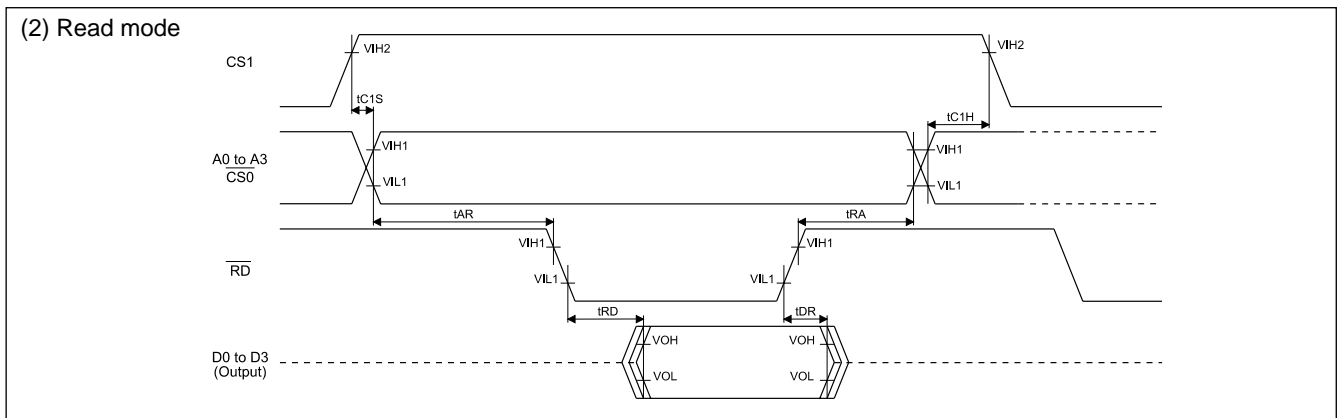 (2) Read mode
CS1
VIH2
VIH2
tC1S
tC1H
A0 to A3
CS0
VIH1
VIL1
VIH1
VIL1
tAR
tRA
RD
VIH1
VIL1
VIH1
VIL1
tRD
tDR
D0 to D3
(Output)
VOH
VOL
VOH
VOL